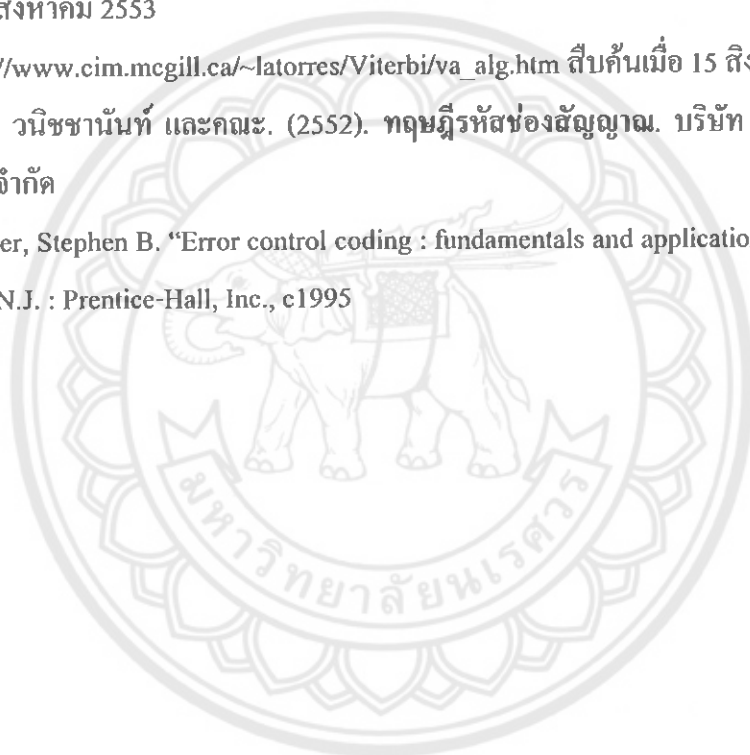 สิงหาคม 2553
//www.cim.mcgill.ca/~latorres/Viterbi/va_alg.htm สืบค้นเมื่อ 15 สิง
วนิชชานันท์ และคณะ. (2552). ทฤษฎีรหัสช่องสัญญาณ. บริษัท
จำกัด
er, Stephen B. “Error control coding : fundamentals and application
N.J. : Prentice-Hall, Inc., c1995
มหาวิทยาลัยนเรศวร